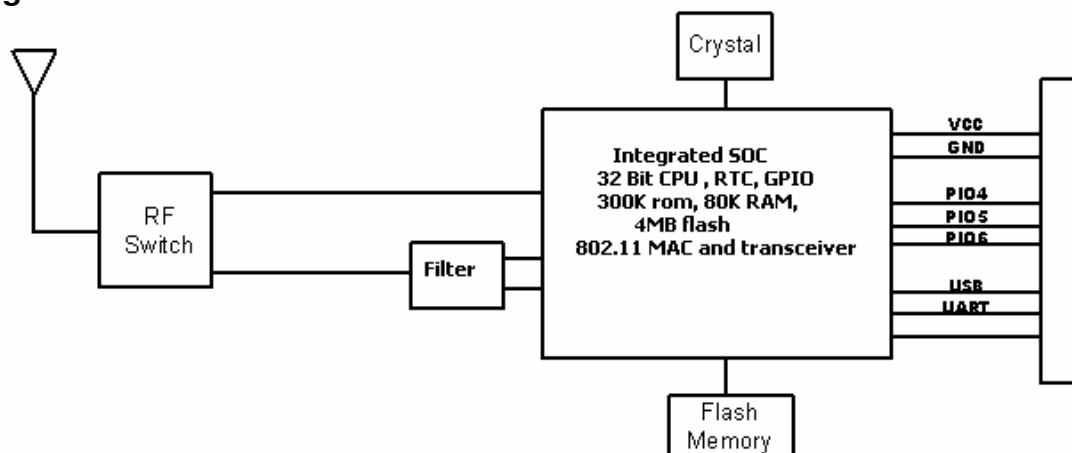 g
Crystal
VCC
GND
Integrated SOC
32 Bit CPU , RTC, GPIO
300K rom, 80K RAM,
4MB flash
802.11 MAC and transceiver
PIO4
PIO5
PIO6
RF
Switch
Filter
USB
UART
Flash
Memory